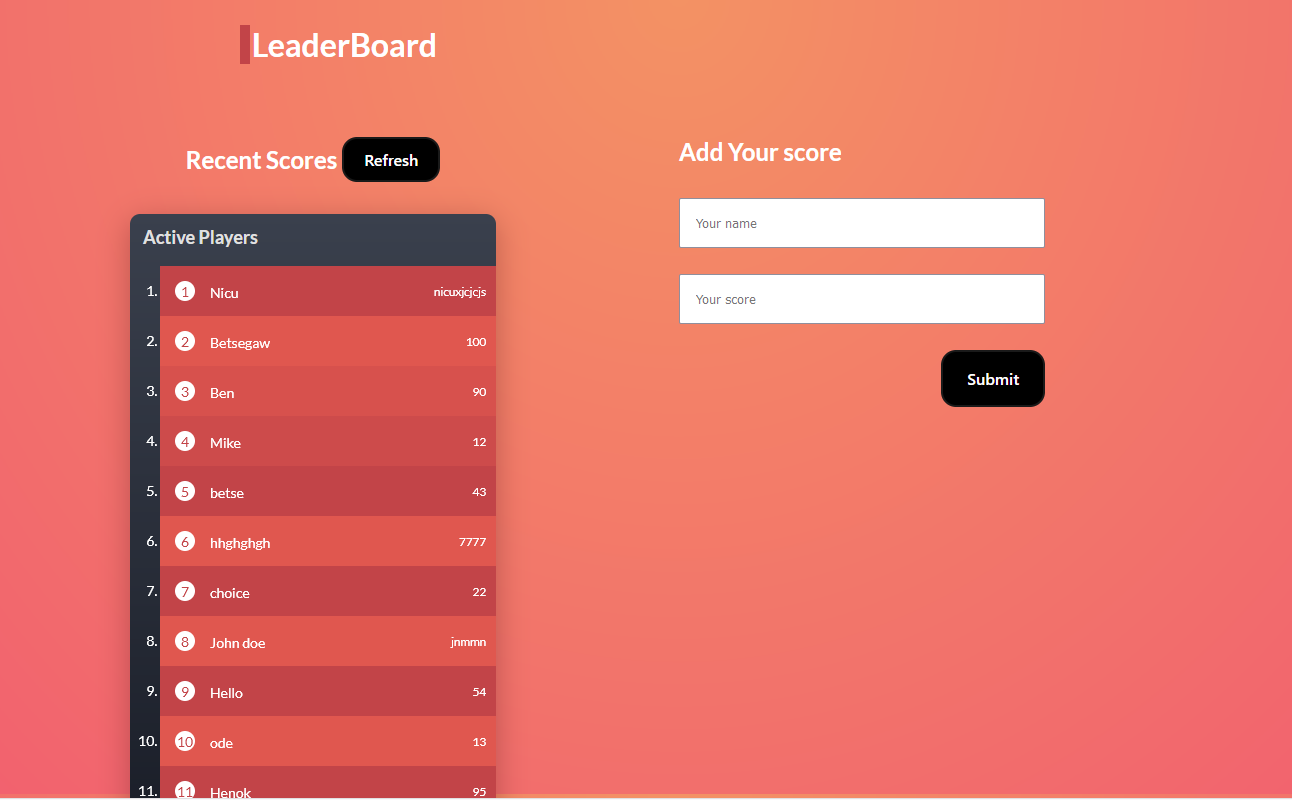 LeaderBoard
Recent Scores Refresh
Active Players
1. 1 Nicu nicuxjcjcjs
2. 2 Betsegaw 100
3. 3 Ben 90
4. 4 Mike 12
5. 5 betse 43
6. 6 hhghghgh 7777
7. 7 choice 22
8. 8 John doe jnmmn
9. 9 Hello 54
10. 10 ode 13
11. 11 Henok 95
Add Your score
Your name
Your score
Submit